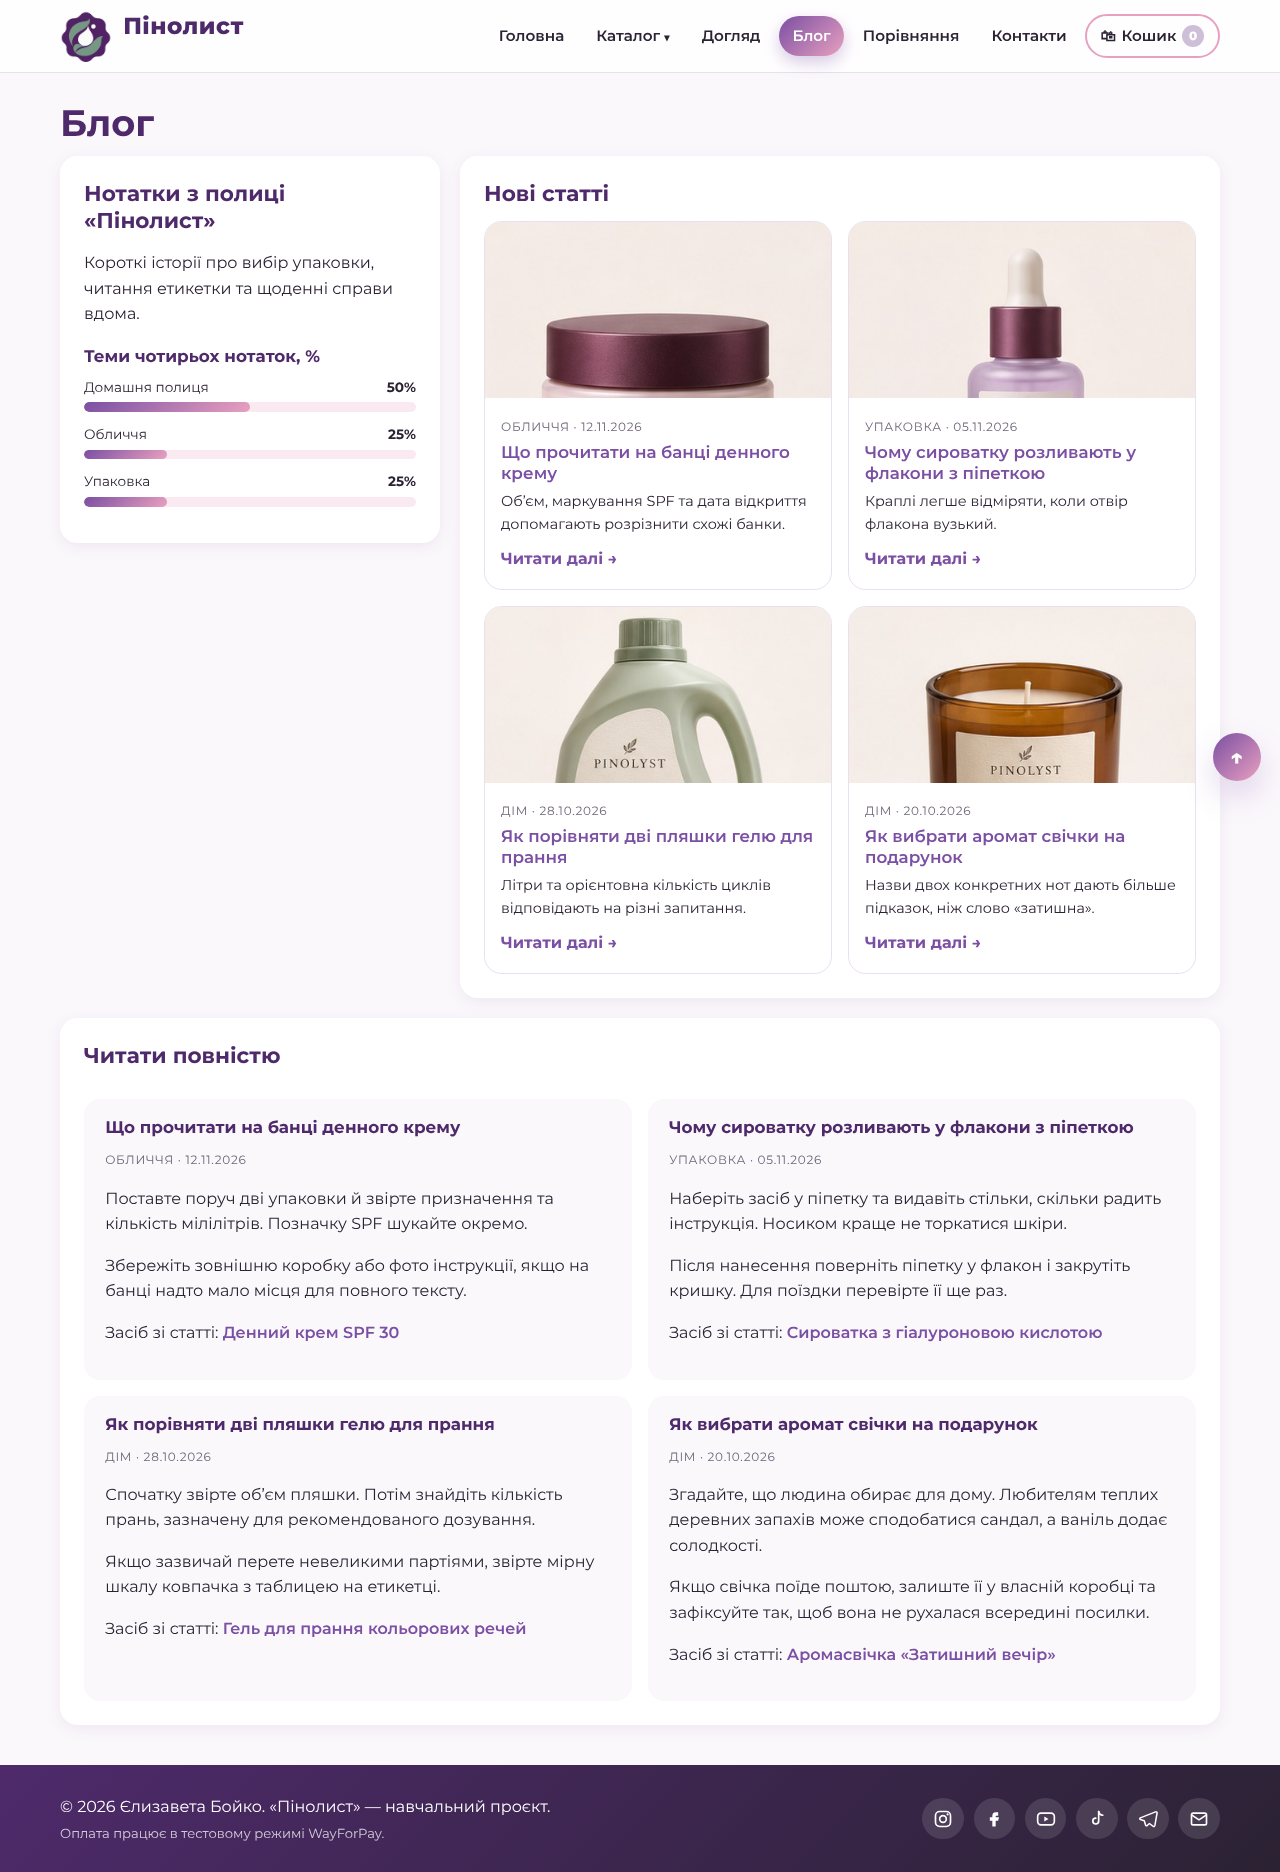 Пінолист
Головна
Каталог ▾
Догляд
Блог
Порівняння
Контакти
🛍 Кошик 0
Блог
Нотатки з полиці
«Пінолист»
Короткі історії про вибір упаковки,
читання етикетки та щоденні справи
вдома.
Теми чотирьох нотаток, %
Домашня полиця 50%
Обличчя 25%
Упаковка 25%
Нові статті
ОБЛИЧЧЯ · 12.11.2026
Що прочитати на банці денного
крему
Об’єм, маркування SPF та дата відкриття
допомагають розрізнити схожі банки.
Читати далі →
УПАКОВКА · 05.11.2026
Чому сироватку розливають у
флакони з піпеткою
Краплі легше відміряти, коли отвір
флакона вузький.
Читати далі →
PINOLYST
ДІМ · 28.10.2026
Як порівняти дві пляшки гелю для
прання
Літри та орієнтовна кількість циклів
відповідають на різні запитання.
Читати далі →
PINOLYST
ДІМ · 20.10.2026
Як вибрати аромат свічки на
подарунок
Назви двох конкретних нот дають більше
підказок, ніж слово «затишна».
Читати далі →
↑
Читати повністю
Що прочитати на банці денного крему
ОБЛИЧЧЯ · 12.11.2026
Поставте поруч дві упаковки й звірте призначення та
кількість мілілітрів. Позначку SPF шукайте окремо.
Збережіть зовнішню коробку або фото інструкції, якщо на
банці надто мало місця для повного тексту.
Засіб зі статті: Денний крем SPF 30
Чому сироватку розливають у флакони з піпеткою
УПАКОВКА · 05.11.2026
Наберіть засіб у піпетку та видавіть стільки, скільки радить
інструкція. Носиком краще не торкатися шкіри.
Після нанесення поверніть піпетку у флакон і закрутіть
кришку. Для поїздки перевірте її ще раз.
Засіб зі статті: Сироватка з гіалуроновою кислотою
Як порівняти дві пляшки гелю для прання
ДІМ · 28.10.2026
Спочатку звірте об’єм пляшки. Потім знайдіть кількість
прань, зазначену для рекомендованого дозування.
Якщо зазвичай перете невеликими партіями, звірте мірну
шкалу ковпачка з таблицею на етикетці.
Засіб зі статті: Гель для прання кольорових речей
Як вибрати аромат свічки на подарунок
ДІМ · 20.10.2026
Згадайте, що людина обирає для дому. Любителям теплих
деревних запахів може сподобатися сандал, а ваніль додає
солодкості.
Якщо свічка поїде поштою, залиште її у власній коробці та
зафіксуйте так, щоб вона не рухалася всередині посилки.
Засіб зі статті: Аромасвічка «Затишний вечір»
© 2026 Єлизавета Бойко. «Пінолист» — навчальний проєкт.
Оплата працює в тестовому режимі WayForPay.